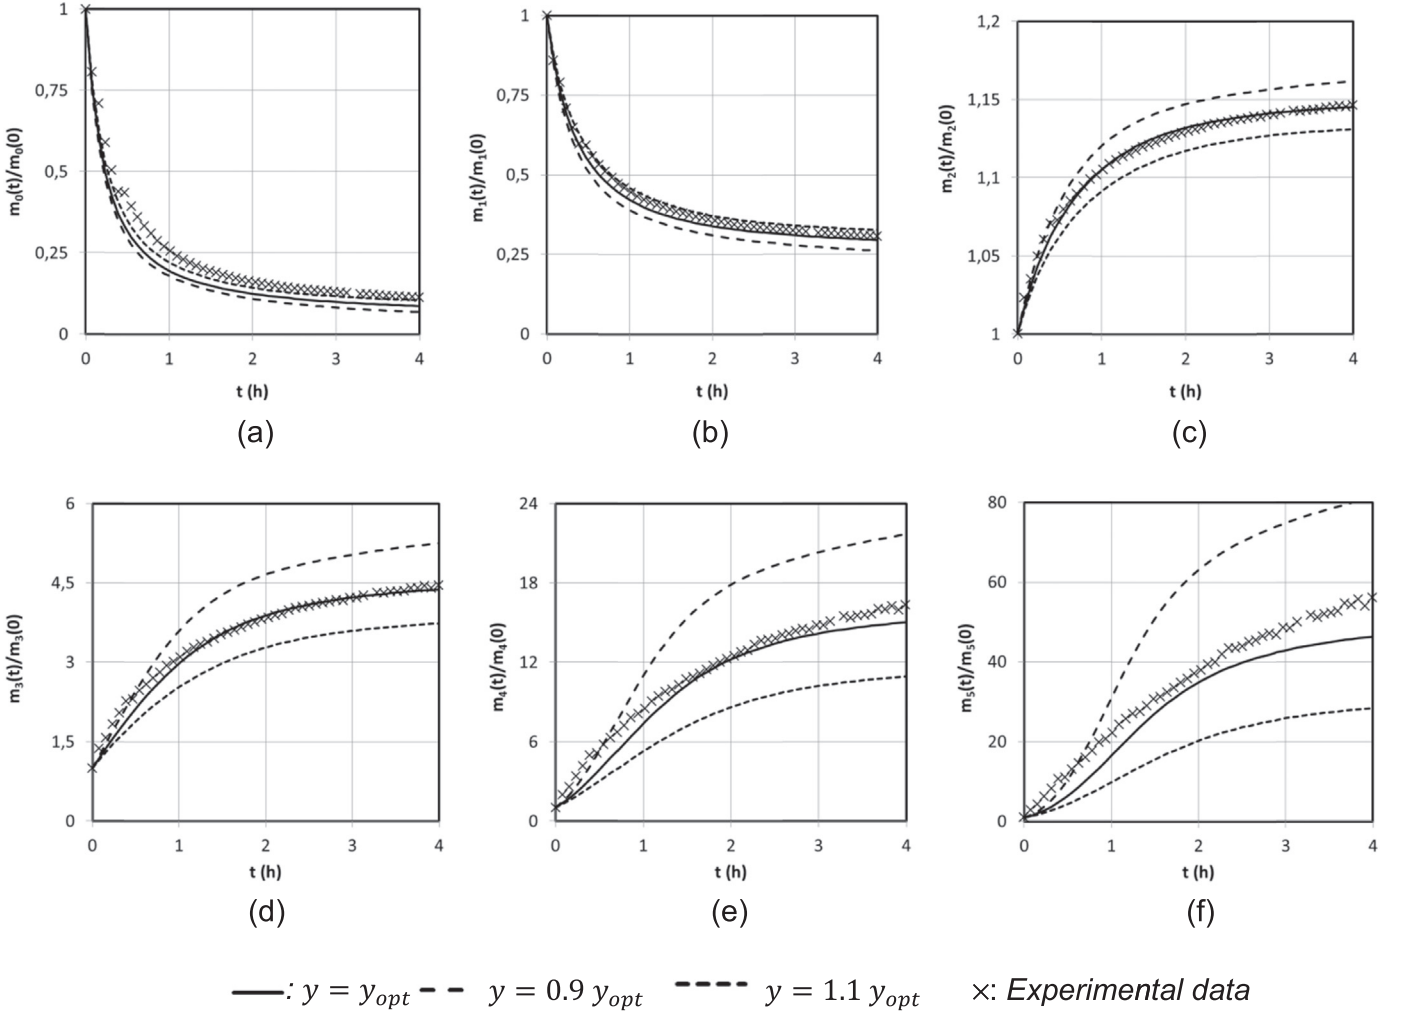 m₀(t)/m₀(0)
1
0,75
0,5
0,25
0
0 1 2 3 4
t (h)
(a)
m₁(t)/m₁(0)
1
0,75
0,5
0,25
0
0 1 2 3 4
t (h)
(b)
m₂(t)/m₂(0)
1,2
1,15
1,1
1,05
1
0 1 2 3 4
t (h)
(c)
m₃(t)/m₃(0)
6
4,5
3
1,5
0
0 1 2 3 4
t (h)
(d)
m₄(t)/m₄(0)
24
18
12
6
0
0 1 2 3 4
t (h)
(e)
m₅(t)/m₅(0)
80
60
40
20
0
0 1 2 3 4
t (h)
(f)
: y = y_opt y = 0.9 y_opt y = 1.1 y_opt ×: Experimental data